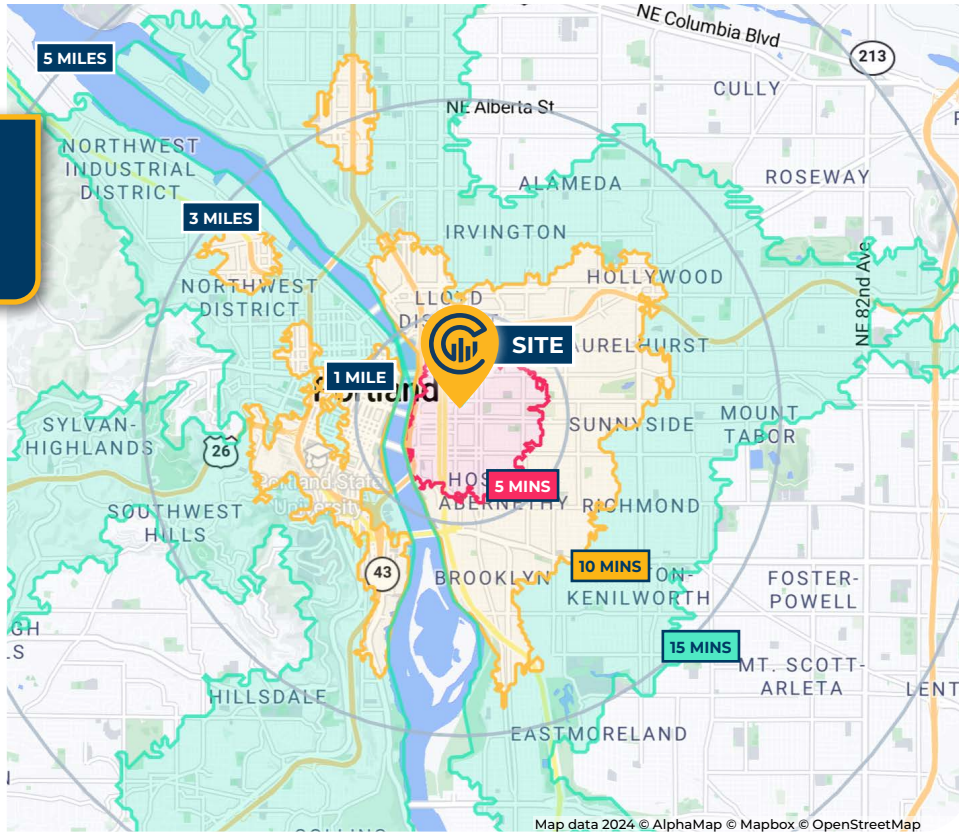 NE Columbia Blvd
5 MILES
213
CULLY
NE Alberta St
NORTHWEST
INDUSTRIAL
DISTRICT
ALAMEDA
ROSEWAY
3 MILES
IRVINGTON
NE 82nd Ave
HOLLYWOOD
NORTHWEST
DISTRICT
LLOYD
SITE
1 MILE
Portland
SUNNYSIDE
MOUNT
TABOR
SYLVAN-
HIGHLANDS
26
5 MINS
Portland State
University
ABERNETHY
RICHMOND
SOUTHWEST
HILLS
10 MINS
43
BROOKLYN
KENILWORTH
FOSTER-
POWELL
15 MINS
MT. SCOTT-
ARLETA
HILLSDALE
EASTMORELAND
Map data 2024 © AlphaMap © Mapbox © OpenStreetMap